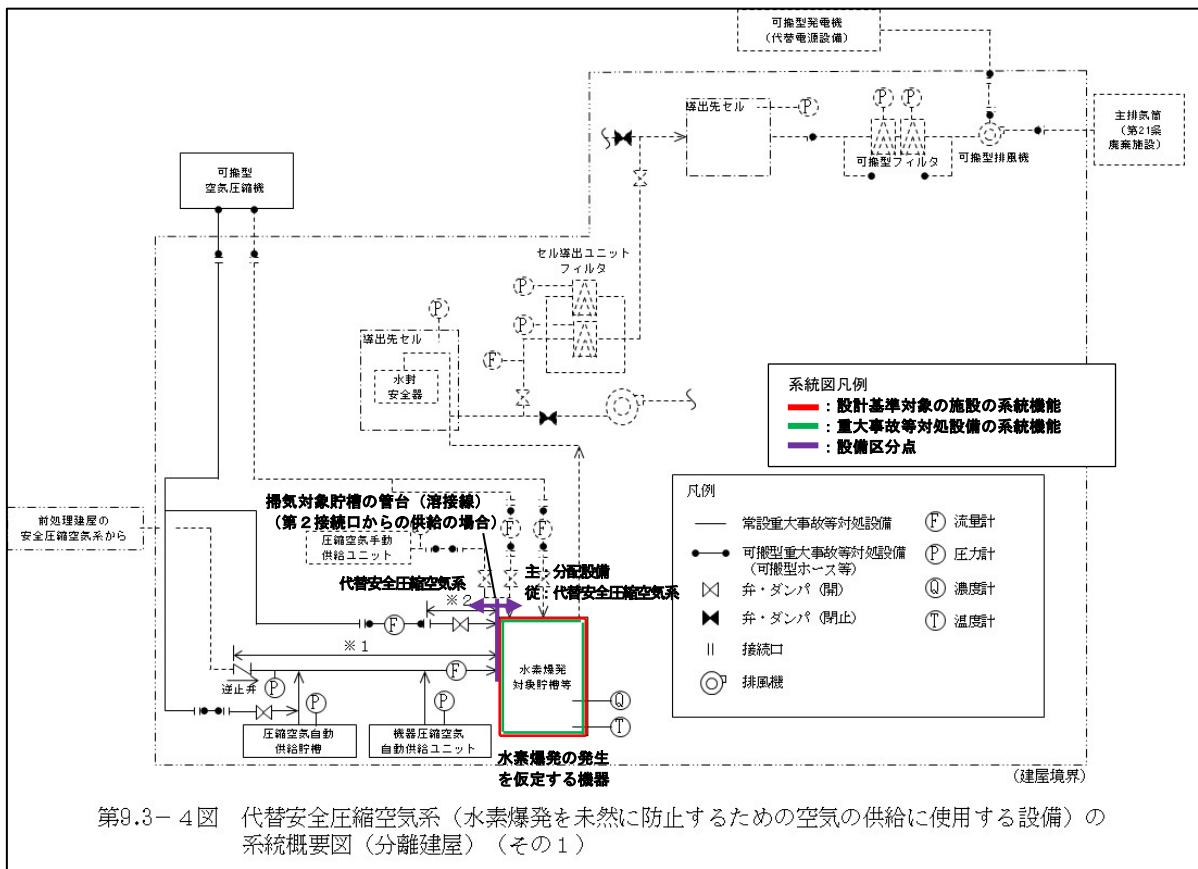 可搬型発電機
(代替電源設備)
導出先セル
P
P
P
主排気筒
(第21条
廃棄施設)
可搬型フィルタ
可搬型排風機
可搬型
空気圧縮機
セル導出ユニット
フィルタ
P
P
P
F
導出先セル
水封
安全器
系統図凡例
:設計基準対象の施設の系統機能
:重大事故等対処設備の系統機能
:設備区分点
掃気対象貯槽の管台(溶接線)
(第2接続口からの供給の場合)
前処理建屋の
安全圧縮空気系から
圧縮空気手動
供給ユニット
F
F
代替安全圧縮空気系
主:分配設備
従:代替安全圧縮空気系
※2
F
※1
逆止弁
P
F
P
P
圧縮空気自動
供給貯槽
機器圧縮空気
自動供給ユニット
水素爆発
対象貯槽等
Q
T
水素爆発の発生
を仮定する機器
凡例
常設重大事故等対処設備
可搬型重大事故等対処設備
(可搬型ホース等)
弁・ダンパ(開)
弁・ダンパ(閉止)
接続口
排風機
F 流量計
P 圧力計
Q 濃度計
T 温度計
(建屋境界)
第9.3-4図 代替安全圧縮空気系(水素爆発を未然に防止するための空気の供給に使用する設備)の
系統概要図(分離建屋)(その1)